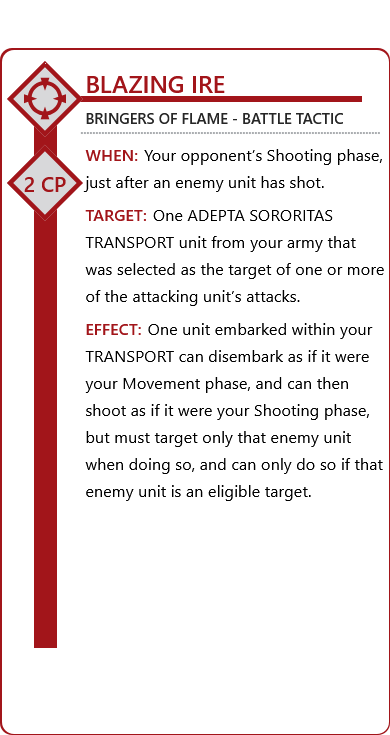 BLAZING IRE
BRINGERS OF FLAME - BATTLE TACTIC
2 CP
WHEN: Your opponent's Shooting phase,
just after an enemy unit has shot.
TARGET: One ADEPTA SORORITAS
TRANSPORT unit from your army that
was selected as the target of one or more
of the attacking unit's attacks.
EFFECT: One unit embarked within your
TRANSPORT can disembark as if it were
your Movement phase, and can then
shoot as if it were your Shooting phase,
but must target only that enemy unit
when doing so, and can only do so if that
enemy unit is an eligible target.